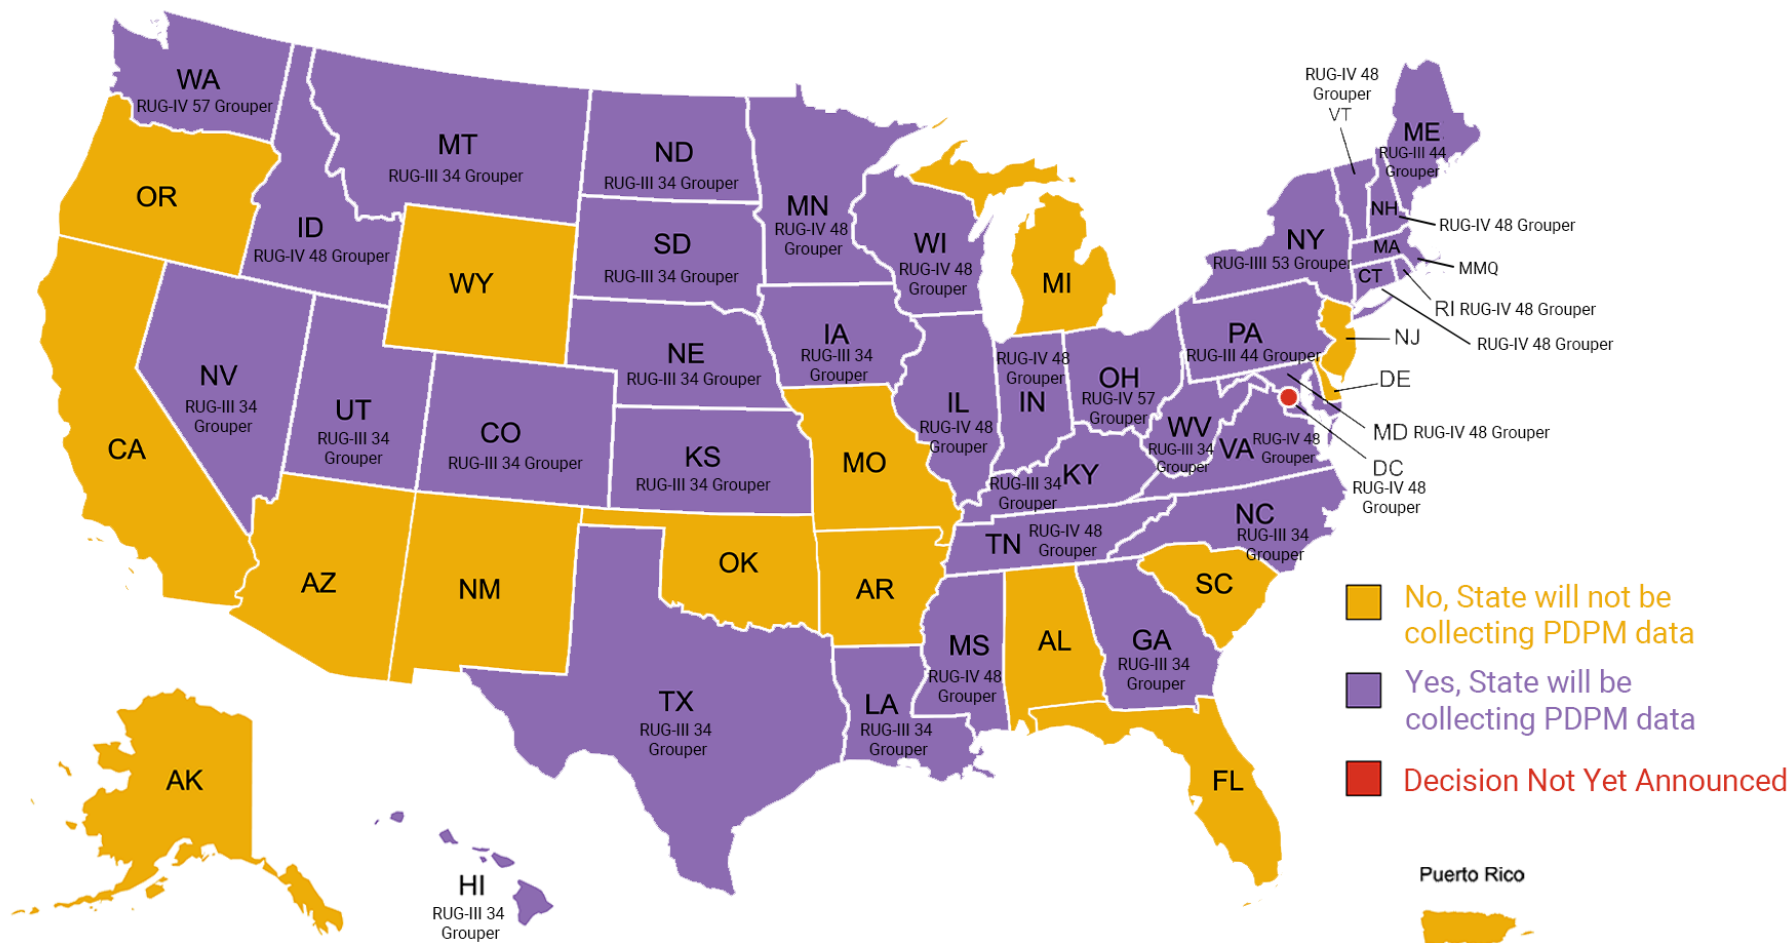 WA
RUG-IV 57 Grouper
OR
CA
ID
RUG-IV 48 Grouper
NV
RUG-III 34
Grouper
MT
RUG-III 34 Grouper
WY
UT
RUG-III 34
Grouper
CO
RUG-III 34 Grouper
AZ
NM
ND
RUG-III 34 Grouper
SD
RUG-III 34 Grouper
NE
RUG-III 34 Grouper
KS
RUG-III 34 Grouper
OK
TX
RUG-III 34
Grouper
MN
RUG-IV 48
Grouper
IA
RUG-III 34
Grouper
MO
AR
LA
RUG-III 34
Grouper
WI
RUG-IV 48
Grouper
IL
RUG-IV 48
Grouper
MI
RUG-IV 48
Grouper
IN
OH
RUG-IV 57
Grouper
KY
RUG-III 34
Grouper
TN
RUG-IV 48
Grouper
MS
RUG-IV 48
Grouper
AL
GA
RUG-III 34
Grouper
FL
SC
NC
RUG-III 34
Grouper
WV
RUG-III 34
Grouper
VA
RUG-IV 48
Grouper
PA
RUG-III 44 Grouper
NY
RUG-IIII 53 Grouper
RUG-IV 48
Grouper
VT
ME
RUG-III 44
Grouper
NH
RUG-IV 48 Grouper
MA
MMQ
CT
RI RUG-IV 48 Grouper
RUG-IV 48 Grouper
NJ
DE
MD RUG-IV 48 Grouper
DC
RUG-IV 48
Grouper
AK
HI
RUG-III 34
Grouper
No, State will not be
collecting PDPM data
Yes, State will be
collecting PDPM data
Decision Not Yet Announced
Puerto Rico